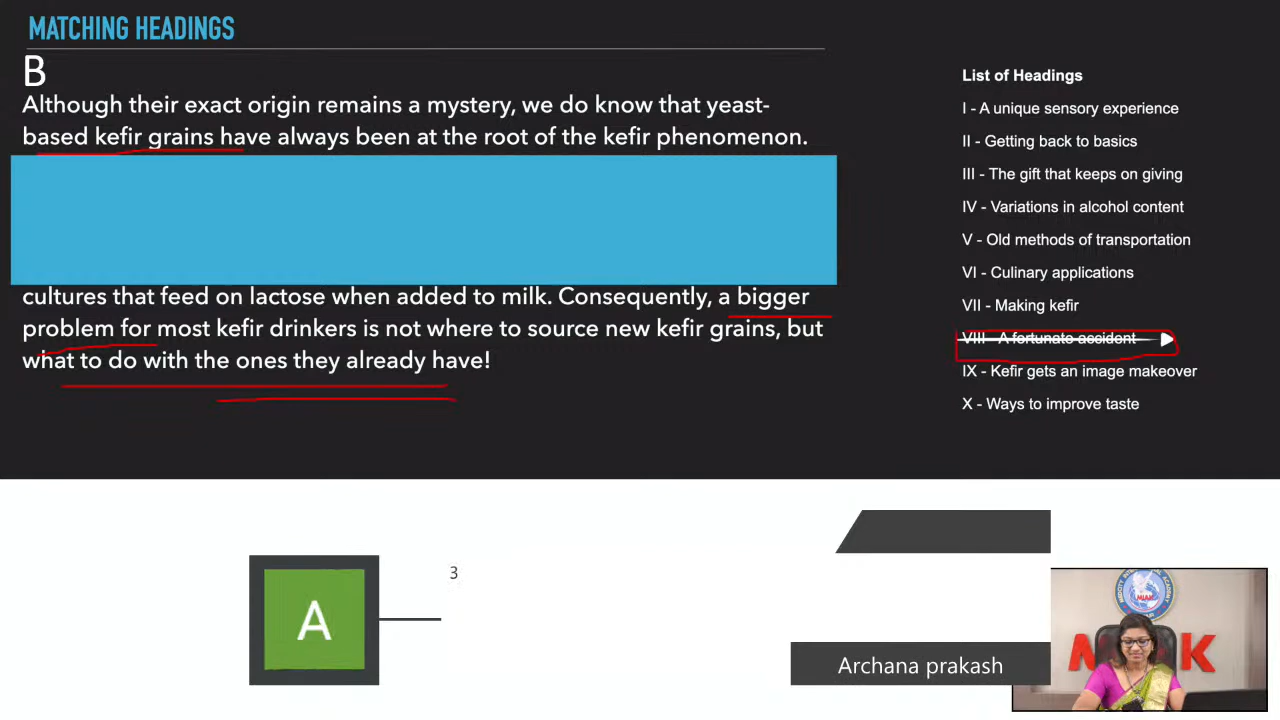 MATCHING HEADINGS
B
Although their exact origin remains a mystery, we do know that yeast-
based kefir grains have always been at the root of the kefir phenomenon.
cultures that feed on lactose when added to milk. Consequently, a bigger
problem for most kefir drinkers is not where to source new kefir grains, but
what to do with the ones they already have!
List of Headings
I - A unique sensory experience
II - Getting back to basics
III - The gift that keeps on giving
IV - Variations in alcohol content
V - Old methods of transportation
VI - Culinary applications
VII - Making kefir
VIII - A fortunate accident
IX - Kefir gets an image makeover
X - Ways to improve taste
A
3
Archana prakash
MIAK